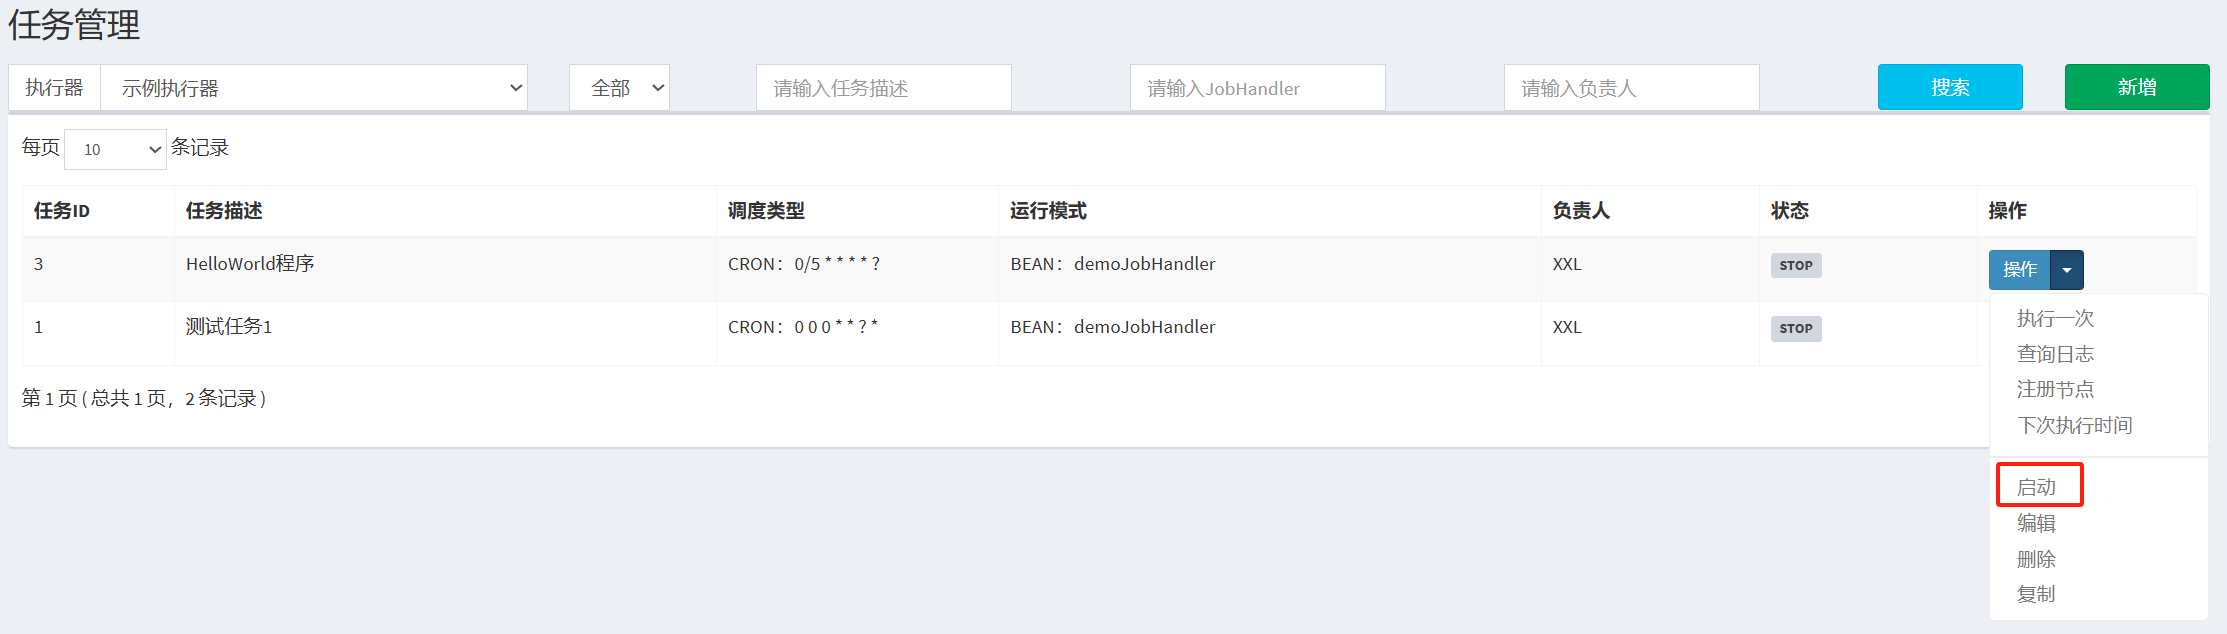 任务管理
执行器 示例执行器 全部 请输入任务描述 请输入JobHandler 请输入负责人 搜索 新增
每页 10 条记录
任务ID 任务描述 调度类型 运行模式 负责人 状态 操作
3 HelloWorld程序 CRON：0/5 * * * * ? BEAN：demoJobHandler XXL STOP 操作
1 测试任务1 CRON：0 0 0 * * ? * BEAN：demoJobHandler XXL STOP
执行一次
查询日志
注册节点
下次执行时间
启动
编辑
删除
复制
第 1 页 ( 总共 1 页，2 条记录 )